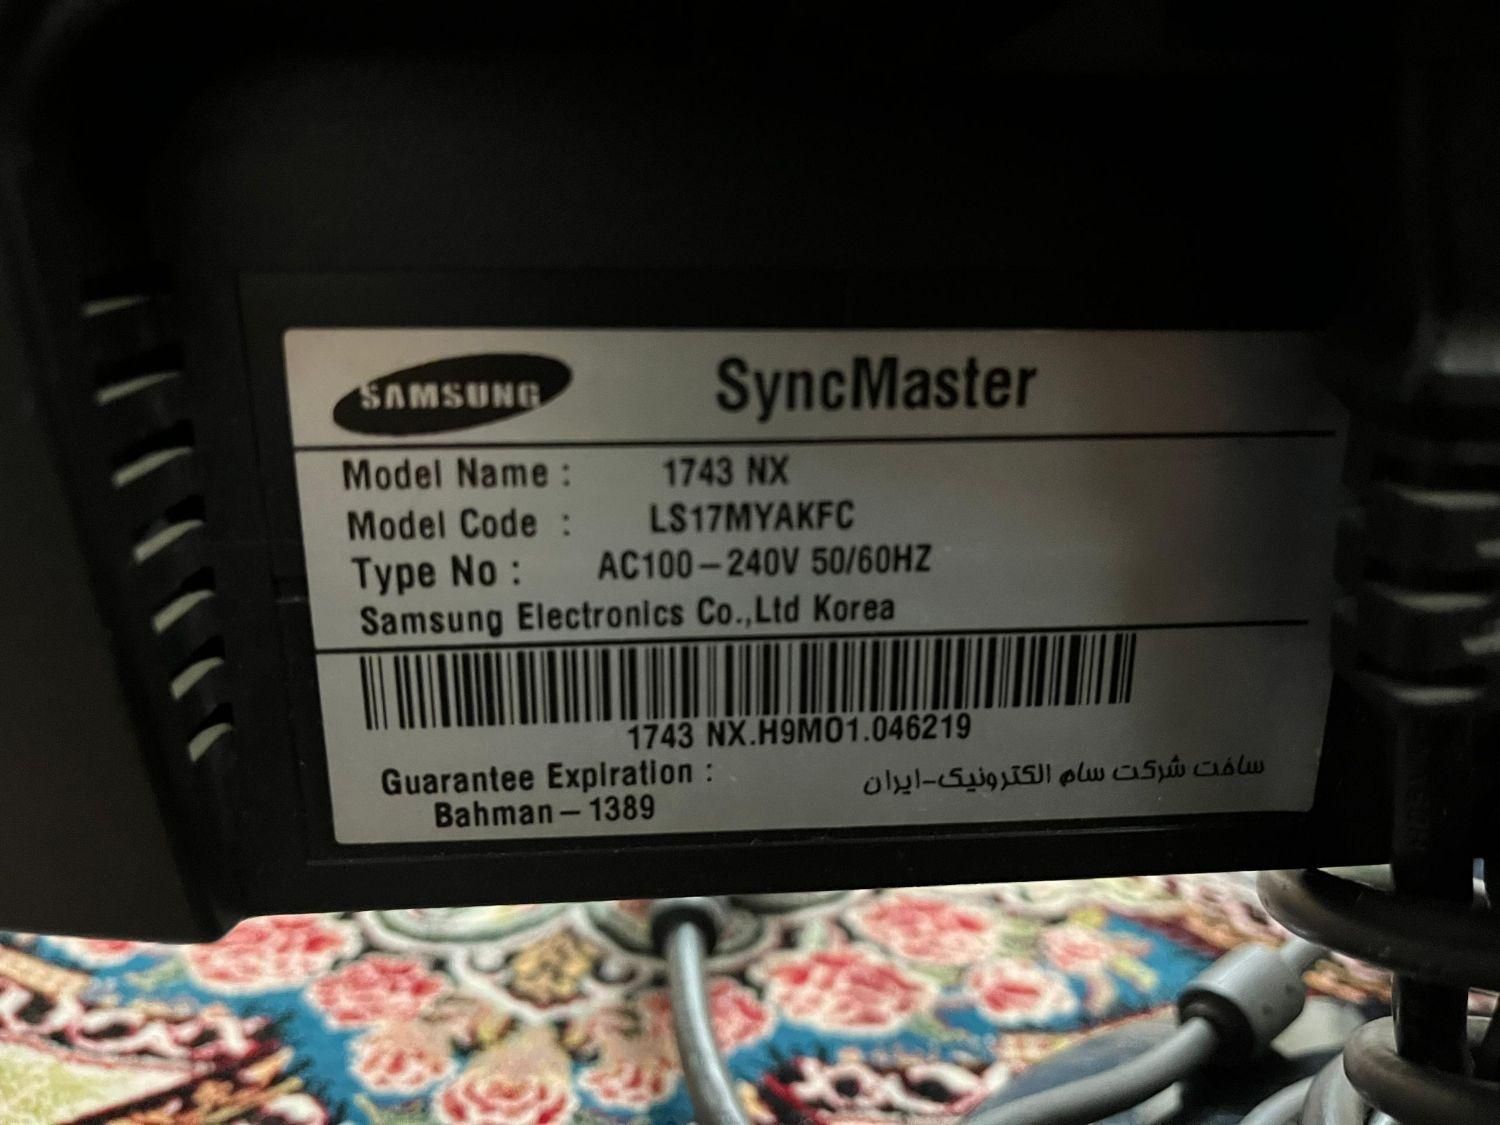 SAMSUNG SyncMaster
Model Name : 1743 NX
Model Code : LS17MYAKFC
Type No : AC100-240V 50/60HZ
Samsung Electronics Co.,Ltd Korea
1743 NX.H9MO1.046219
Guarantee Expiration :
Bahman-1389
ساخت شرکت سام الکترونیک-ایران